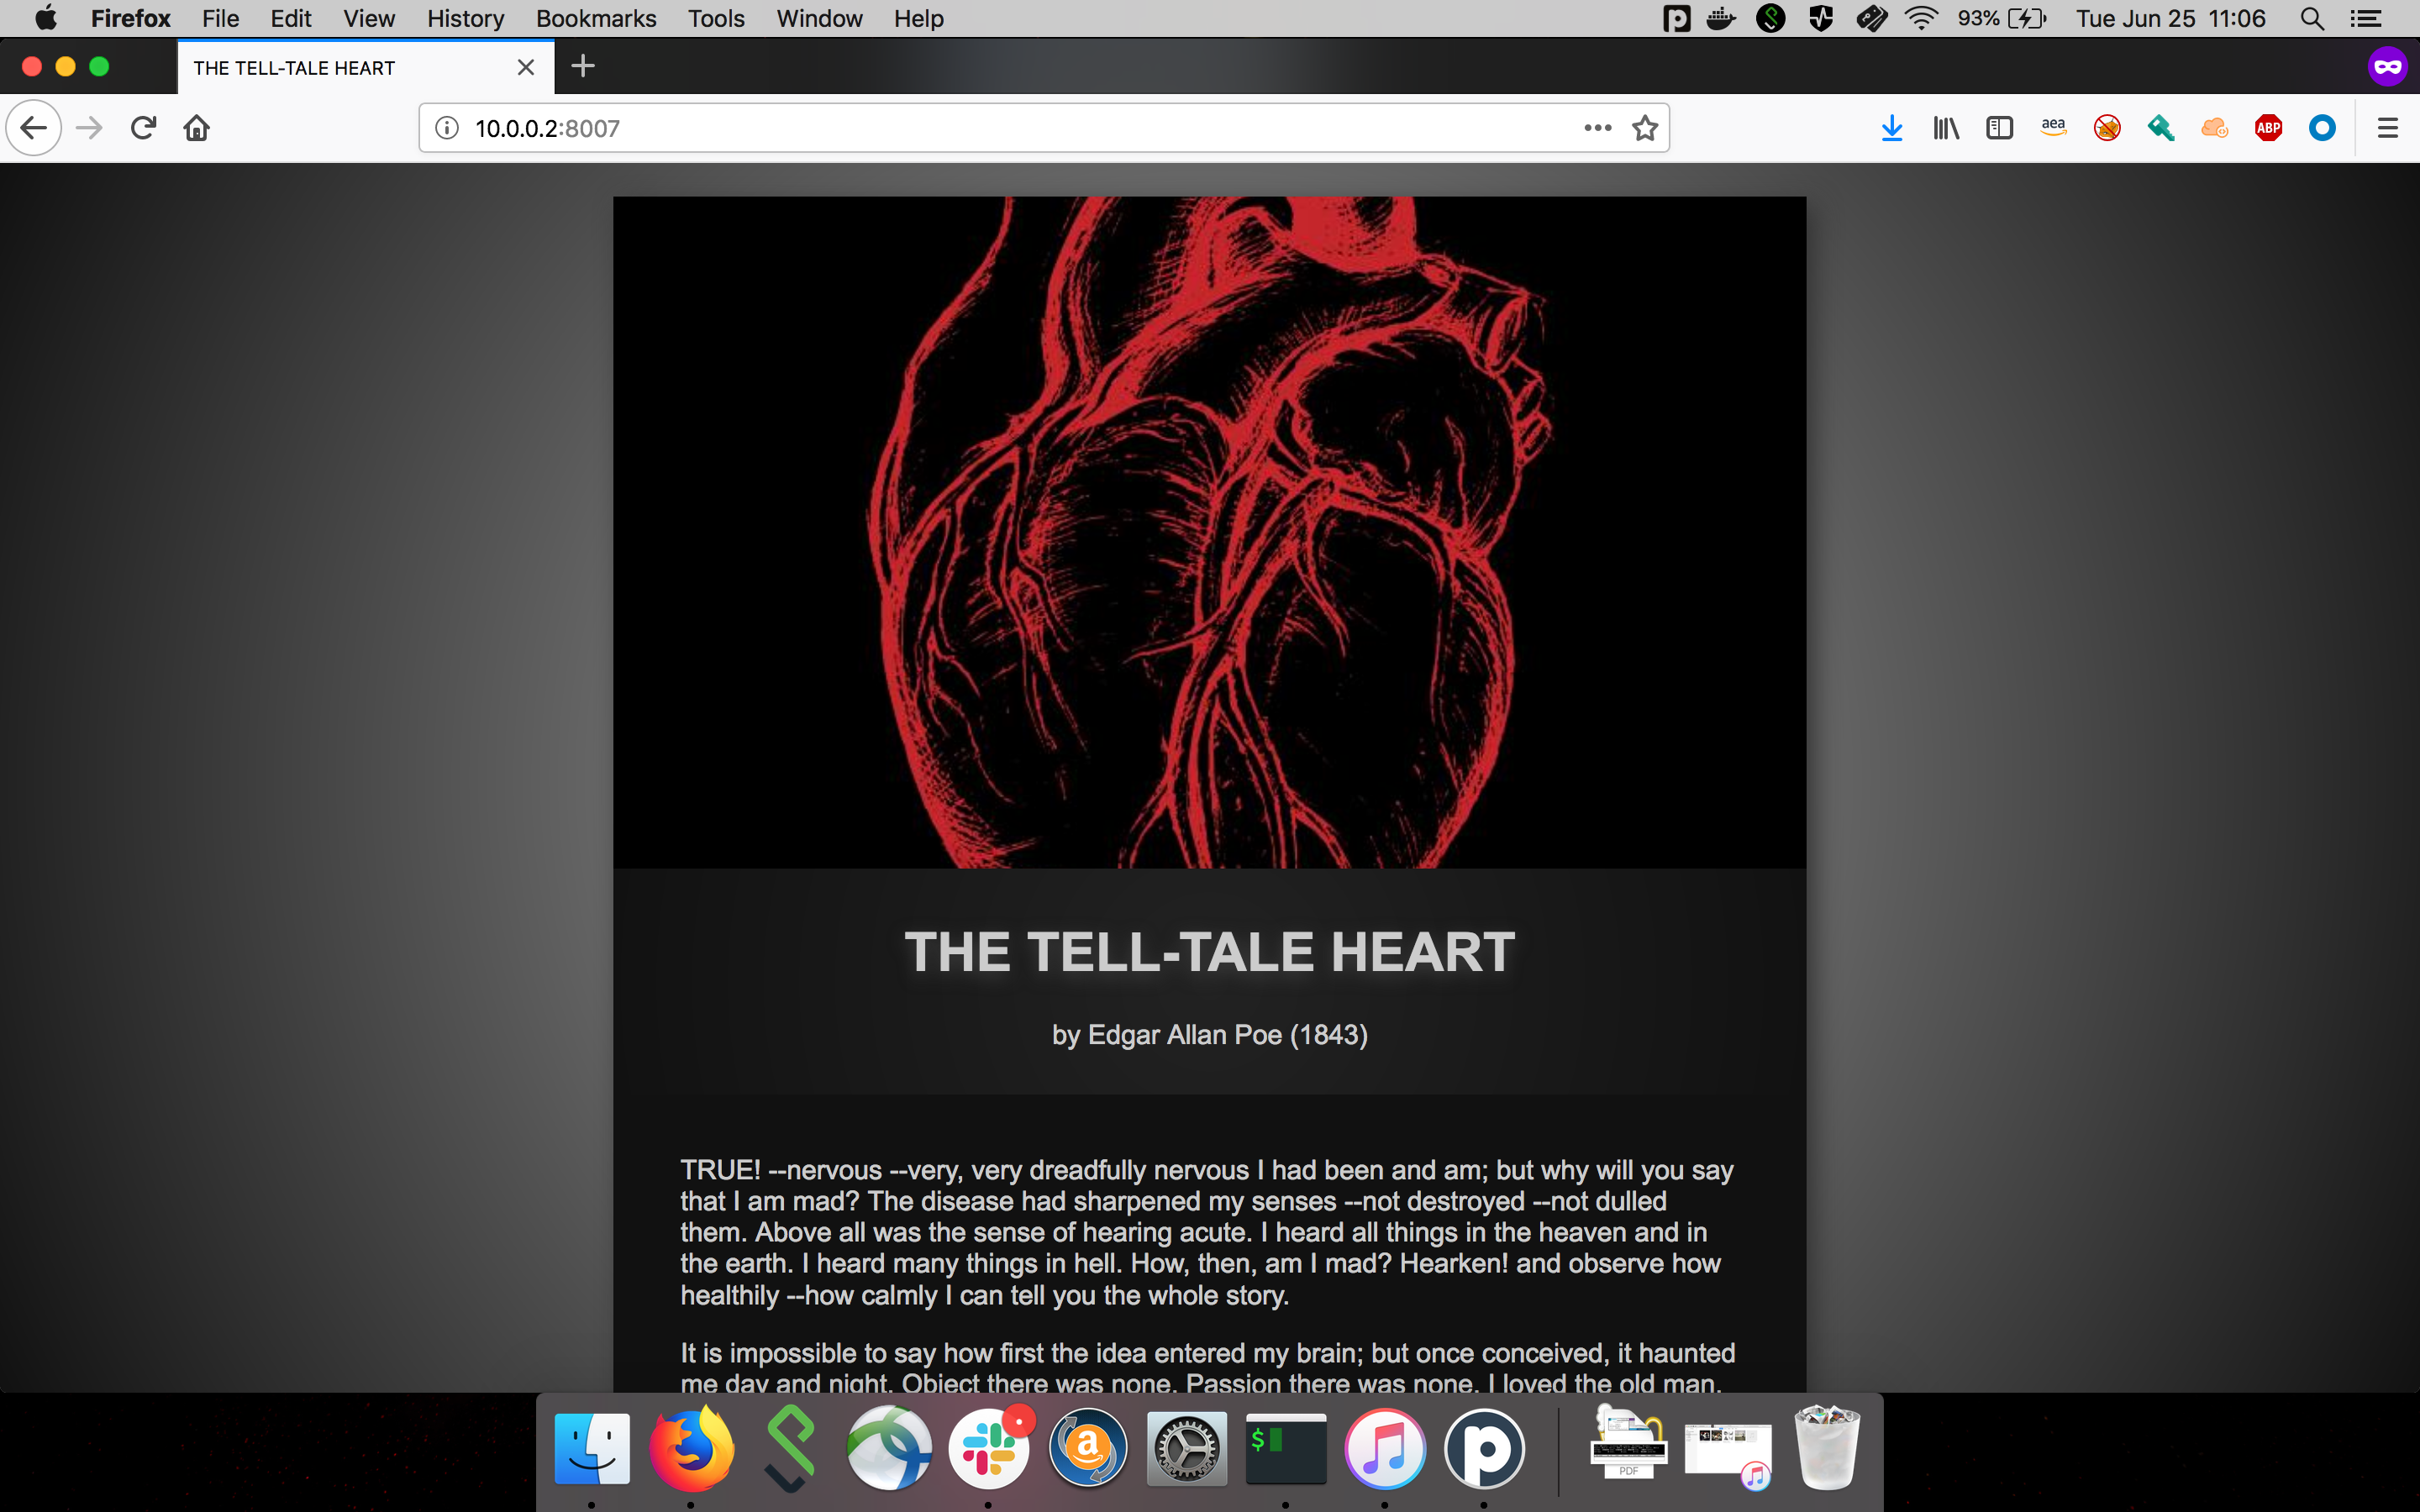 Firefox File Edit View History Bookmarks Tools Window Help 93% Tue Jun 25 11:06
THE TELL-TALE HEART
10.0.0.2:8007
aea
ABP
THE TELL-TALE HEART
by Edgar Allan Poe (1843)
TRUE! --nervous --very, very dreadfully nervous I had been and am; but why will you say
that I am mad? The disease had sharpened my senses --not destroyed --not dulled
them. Above all was the sense of hearing acute. I heard all things in the heaven and in
the earth. I heard many things in hell. How, then, am I mad? Hearken! and observe how
healthily --how calmly I can tell you the whole story.
It is impossible to say how first the idea entered my brain; but once conceived, it haunted
me day and night. Object there was none. Passion there was none. I loved the old man.
$
PDF